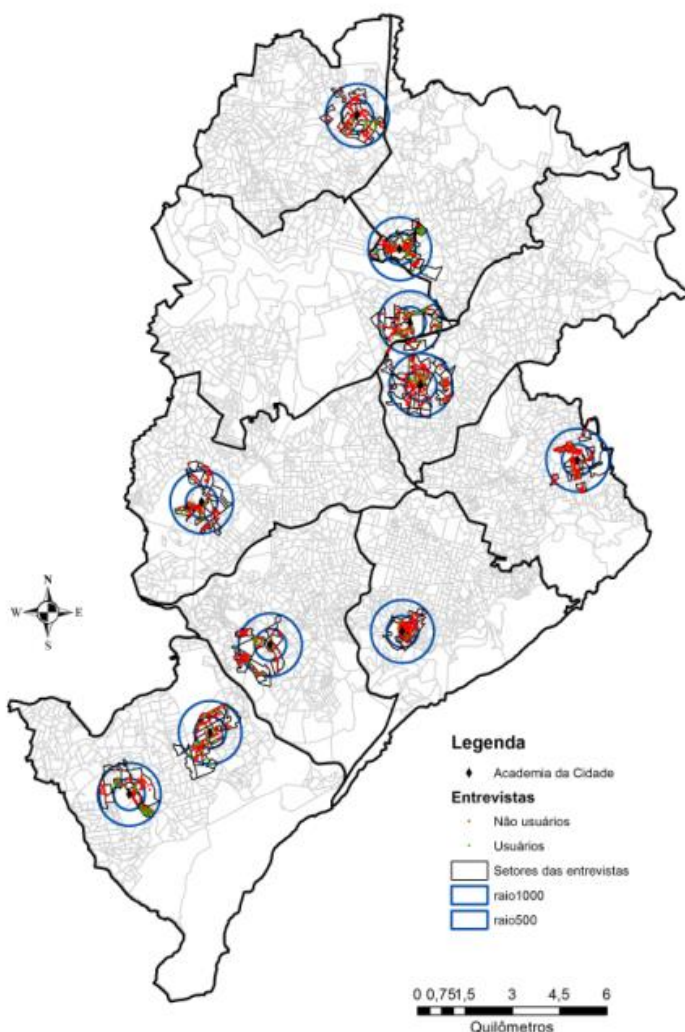 N
W E
S
Legenda
Academia da Cidade
Entrevistas
Não usuários
Usuários
Setores das entrevistas
raio1000
raio500
0 0,751,5 3 4,5 6
Quilômetros